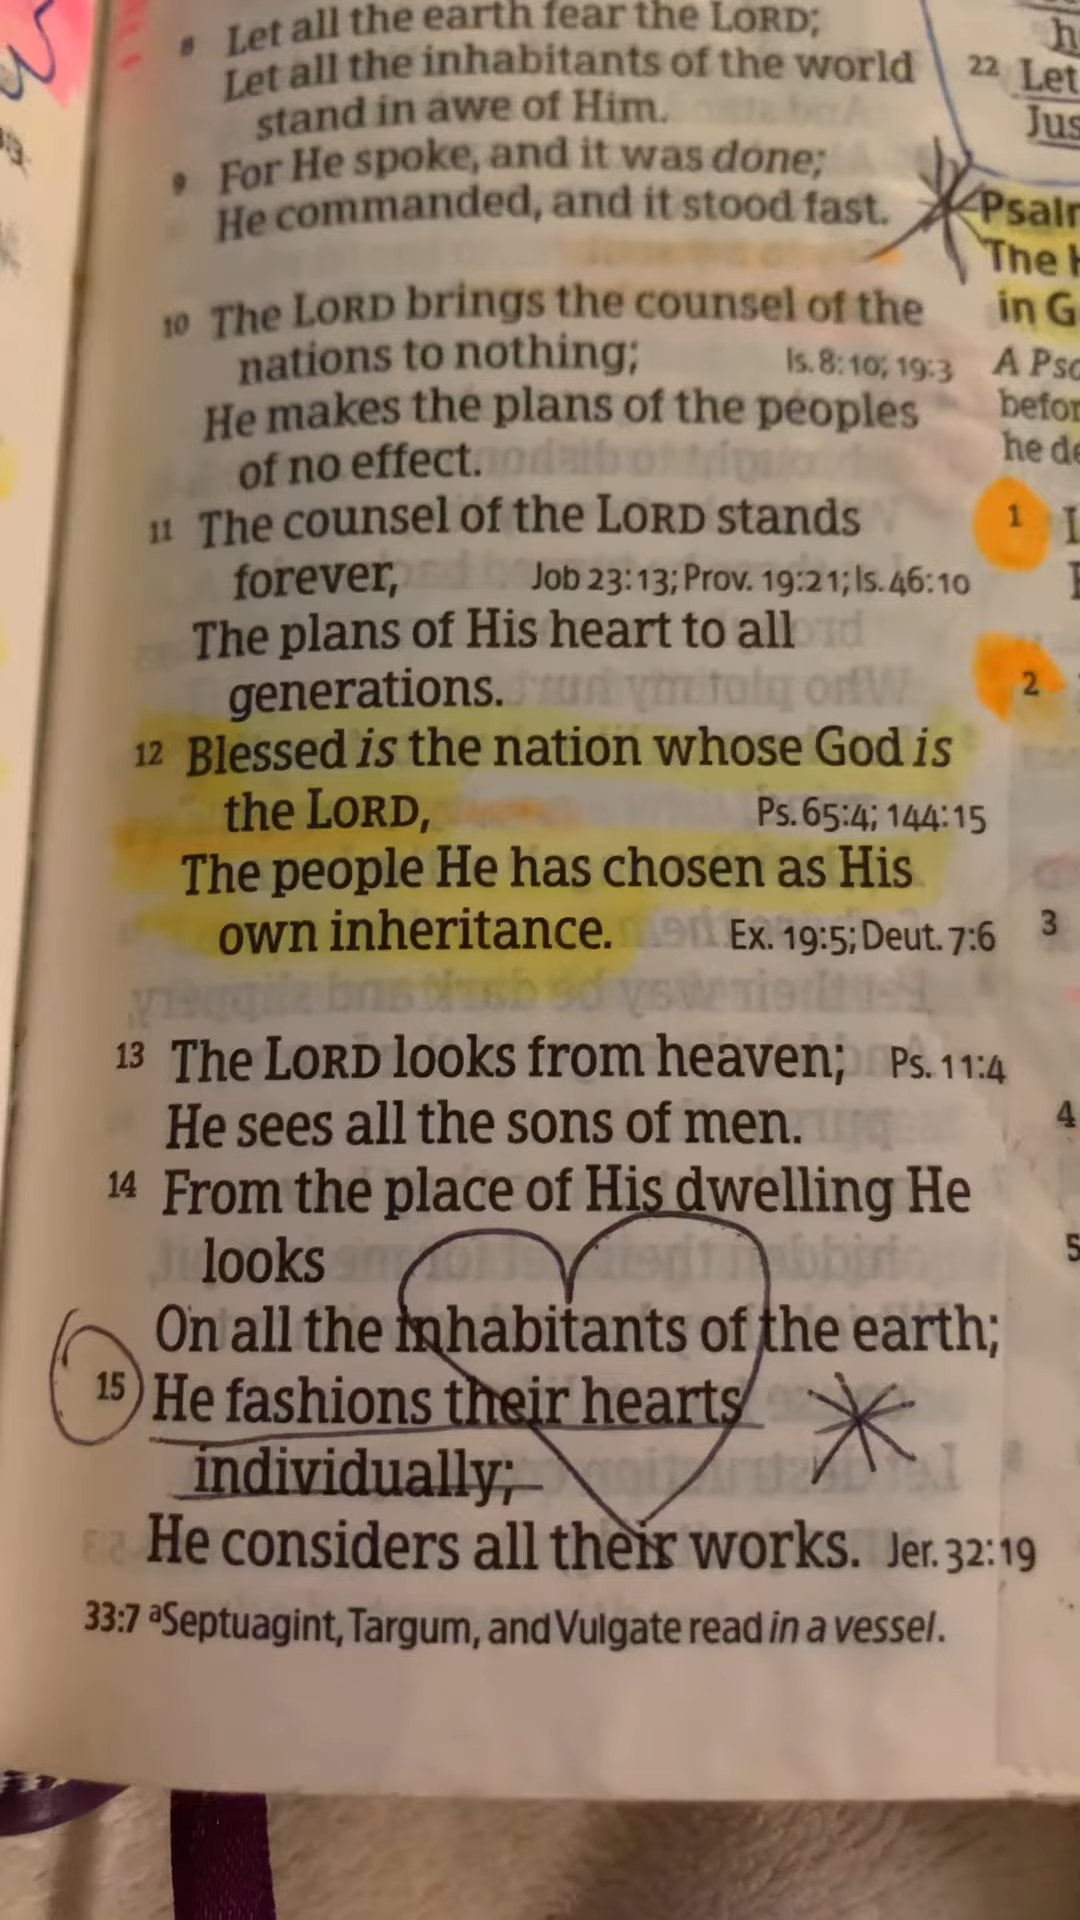 8 Let all the earth fear the LORD;
Let all the inhabitants of the world
stand in awe of Him.
9 For He spoke, and it was done;
He commanded, and it stood fast.
10 The LORD brings the counsel of the
nations to nothing; Is. 8:10; 19:3
He makes the plans of the peoples
of no effect.
11 The counsel of the LORD stands
forever, Job 23:13; Prov. 19:21; Is. 46:10
The plans of His heart to all
generations.
12 Blessed is the nation whose God is
the LORD, Ps. 65:4; 144:15
The people He has chosen as His
own inheritance. Ex. 19:5; Deut. 7:6
13 The LORD looks from heaven; Ps. 11:4
He sees all the sons of men.
14 From the place of His dwelling He
looks
On all the inhabitants of the earth;
15 He fashions their hearts
individually;
He considers all their works. Jer. 32:19
33:7 aSeptuagint, Targum, and Vulgate read in a vessel.
22 Let
Jus
Psalm
The
in G
A Psa
befor
he de
1
2
3
4
5